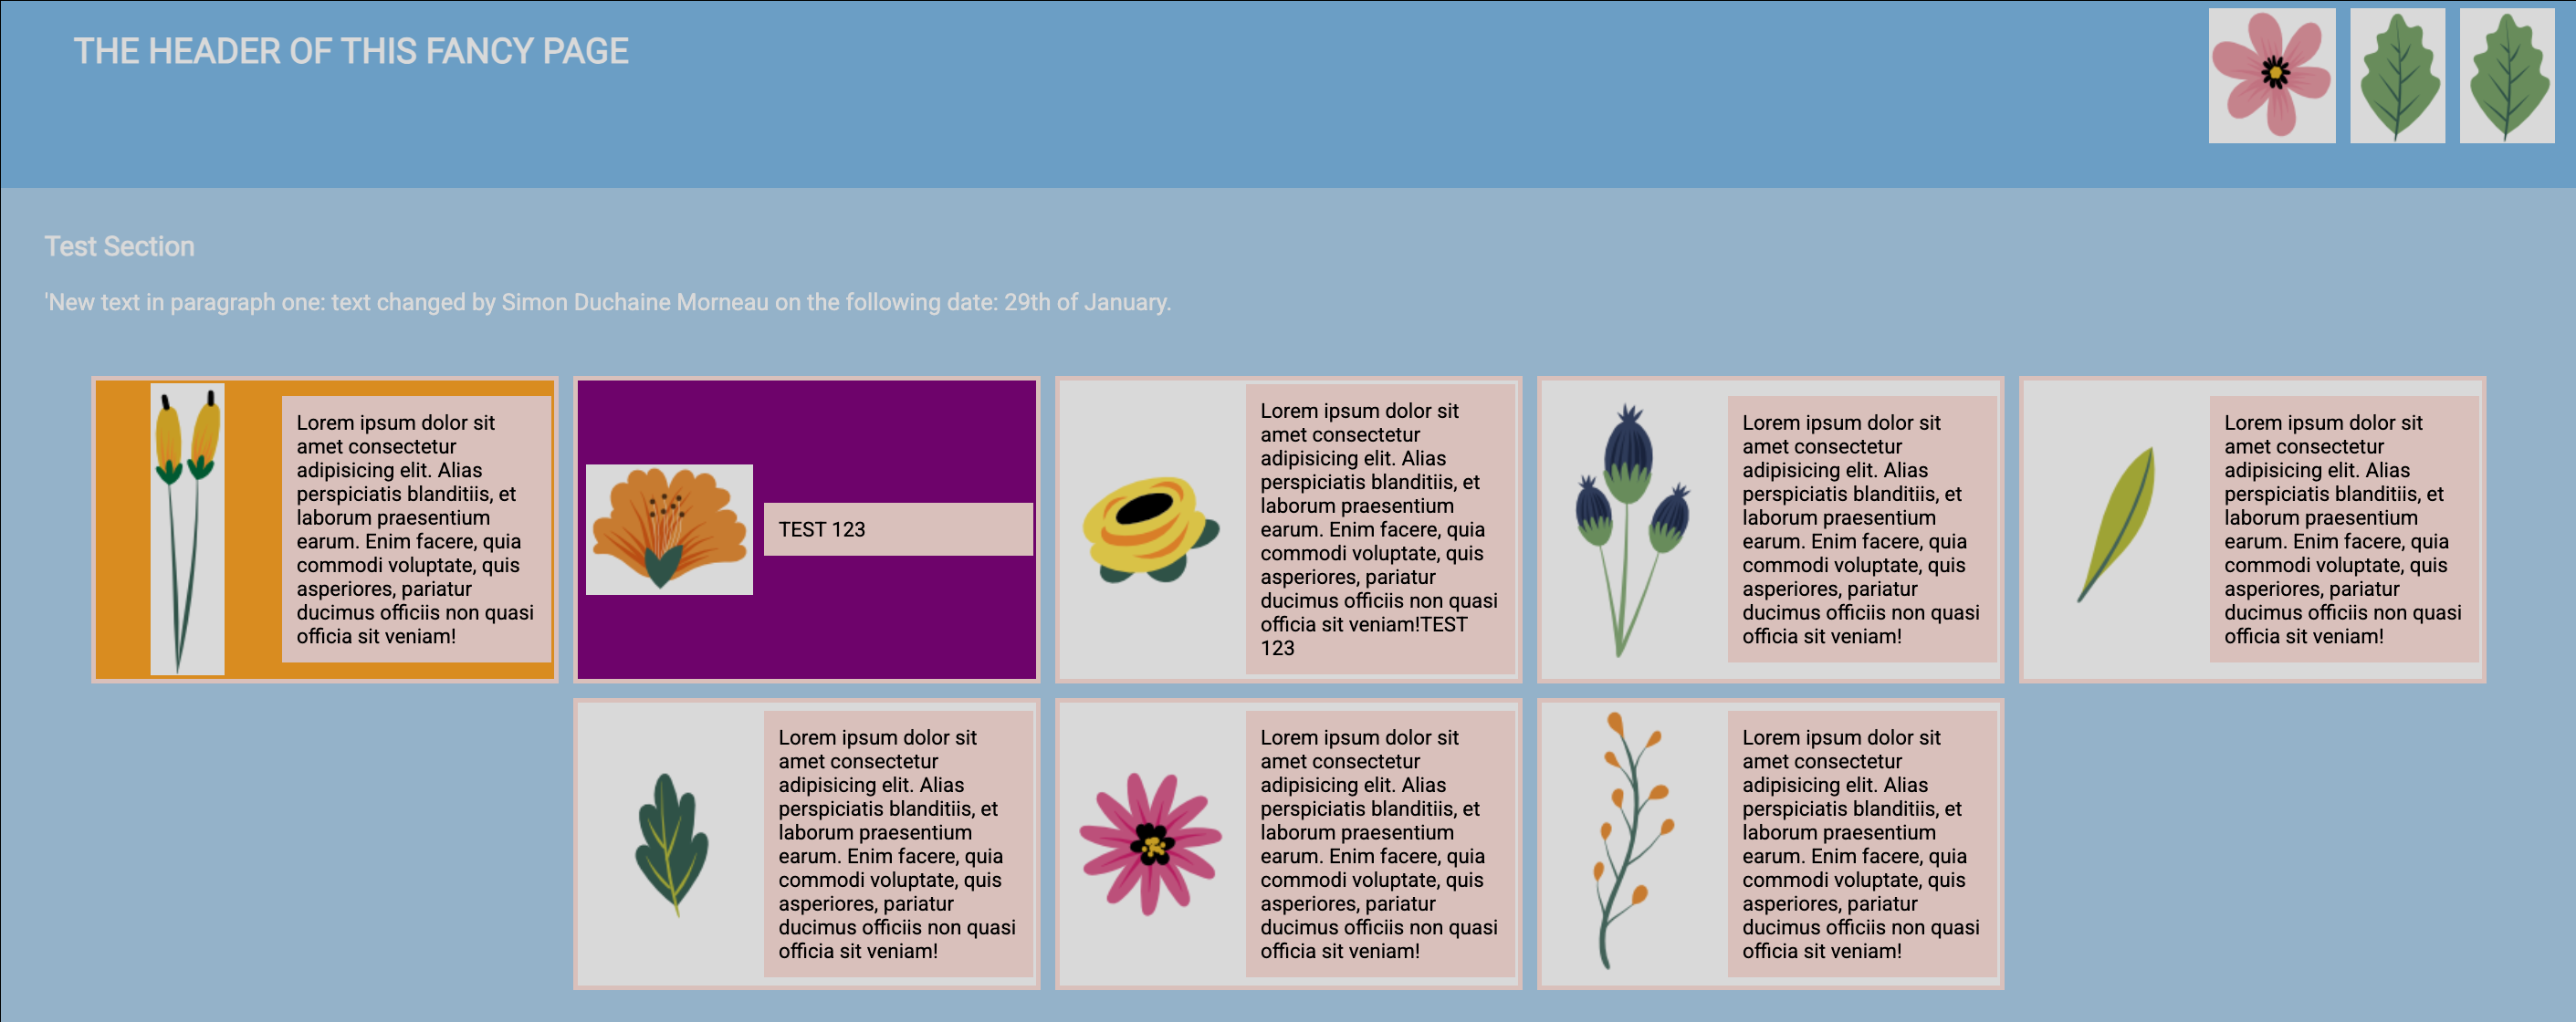 THE HEADER OF THIS FANCY PAGE
Test Section
'New text in paragraph one: text changed by Simon Duchaine Morneau on the following date: 29th of January.
Lorem ipsum dolor sit
amet consectetur
adipisicing elit. Alias
perspiciatis blanditiis, et
laborum praesentium
earum. Enim facere, quia
commodi voluptate, quis
asperiores, pariatur
ducimus officiis non quasi
officia sit veniam!
TEST 123
Lorem ipsum dolor sit
amet consectetur
adipisicing elit. Alias
perspiciatis blanditiis, et
laborum praesentium
earum. Enim facere, quia
commodi voluptate, quis
asperiores, pariatur
ducimus officiis non quasi
officia sit veniam!TEST
123
Lorem ipsum dolor sit
amet consectetur
adipisicing elit. Alias
perspiciatis blanditiis, et
laborum praesentium
earum. Enim facere, quia
commodi voluptate, quis
asperiores, pariatur
ducimus officiis non quasi
officia sit veniam!
Lorem ipsum dolor sit
amet consectetur
adipisicing elit. Alias
perspiciatis blanditiis, et
laborum praesentium
earum. Enim facere, quia
commodi voluptate, quis
asperiores, pariatur
ducimus officiis non quasi
officia sit veniam!
Lorem ipsum dolor sit
amet consectetur
adipisicing elit. Alias
perspiciatis blanditiis, et
laborum praesentium
earum. Enim facere, quia
commodi voluptate, quis
asperiores, pariatur
ducimus officiis non quasi
officia sit veniam!
Lorem ipsum dolor sit
amet consectetur
adipisicing elit. Alias
perspiciatis blanditiis, et
laborum praesentium
earum. Enim facere, quia
commodi voluptate, quis
asperiores, pariatur
ducimus officiis non quasi
officia sit veniam!
Lorem ipsum dolor sit
amet consectetur
adipisicing elit. Alias
perspiciatis blanditiis, et
laborum praesentium
earum. Enim facere, quia
commodi voluptate, quis
asperiores, pariatur
ducimus officiis non quasi
officia sit veniam!